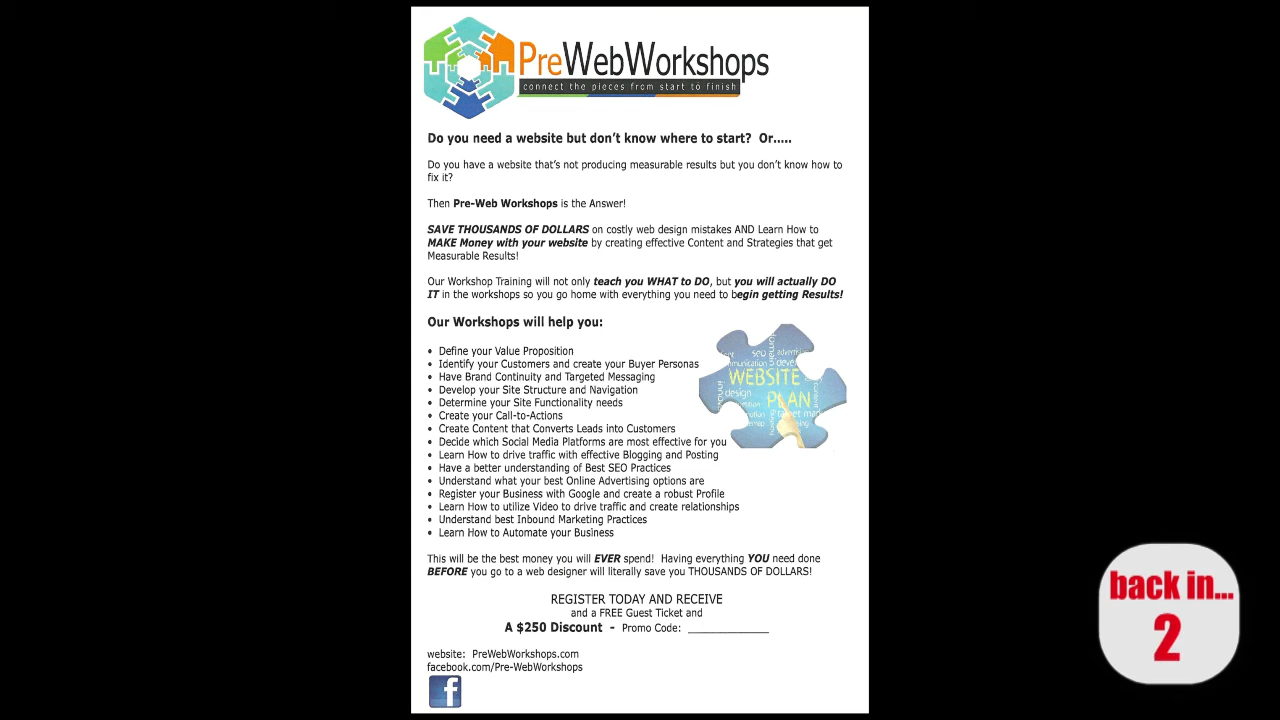 PreWebWorkshops
connect the pieces from start to finish
Do you need a website but don't know where to start?  Or.....
Do you have a website that's not producing measurable results but you don't know how to
fix it?
Then Pre-Web Workshops is the Answer!
SAVE THOUSANDS OF DOLLARS on costly web design mistakes AND Learn How to
MAKE Money with your website by creating effective Content and Strategies that get
Measurable Results!
Our Workshop Training will not only teach you WHAT to DO, but you will actually DO
IT in the workshops so you go home with everything you need to begin getting Results!
Our Workshops will help you:
• Define your Value Proposition
• Identify your Customers and create your Buyer Personas
• Have Brand Continuity and Targeted Messaging
• Develop your Site Structure and Navigation
• Determine your Site Functionality needs
• Create your Call-to-Actions
• Create Content that Converts Leads into Customers
• Decide which Social Media Platforms are most effective for you
• Learn How to drive traffic with effective Blogging and Posting
• Have a better understanding of Best SEO Practices
• Understand what your best Online Advertising options are
• Register your Business with Google and create a robust Profile
• Learn How to utilize Video to drive traffic and create relationships
• Understand best Inbound Marketing Practices
• Learn How to Automate your Business
seo
WEBSITE
design
PLAN
This will be the best money you will EVER spend!  Having everything YOU need done
BEFORE you go to a web designer will literally save you THOUSANDS OF DOLLARS!
REGISTER TODAY AND RECEIVE
and a FREE Guest Ticket and
A $250 Discount  -  Promo Code:  ______________
website:  PreWebWorkshops.com
facebook.com/Pre-WebWorkshops
f
back in...
2